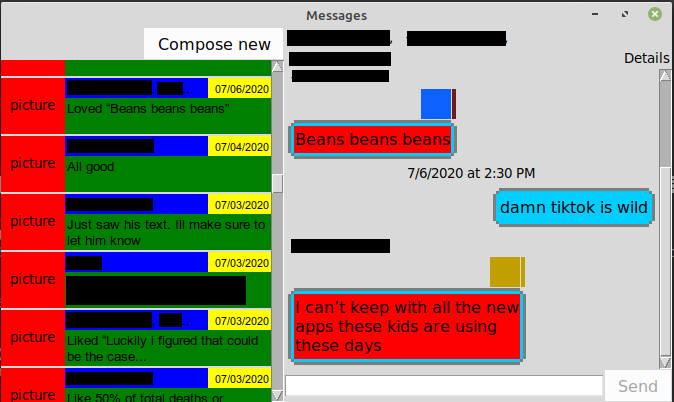 Messages
Compose new
Details
picture
07/06/2020
Loved “Beans beans beans”
picture
07/04/2020
All good
picture
07/03/2020
Just saw his text. Ill make sure to
let him know
picture
07/03/2020
picture
07/03/2020
Liked “Luckily i figured that could
be the case...
picture
07/03/2020
Like 50% of total deaths or
Beans beans beans
7/6/2020 at 2:30 PM
damn tiktok is wild
I can’t keep with all the new
apps these kids are using
these days
Send